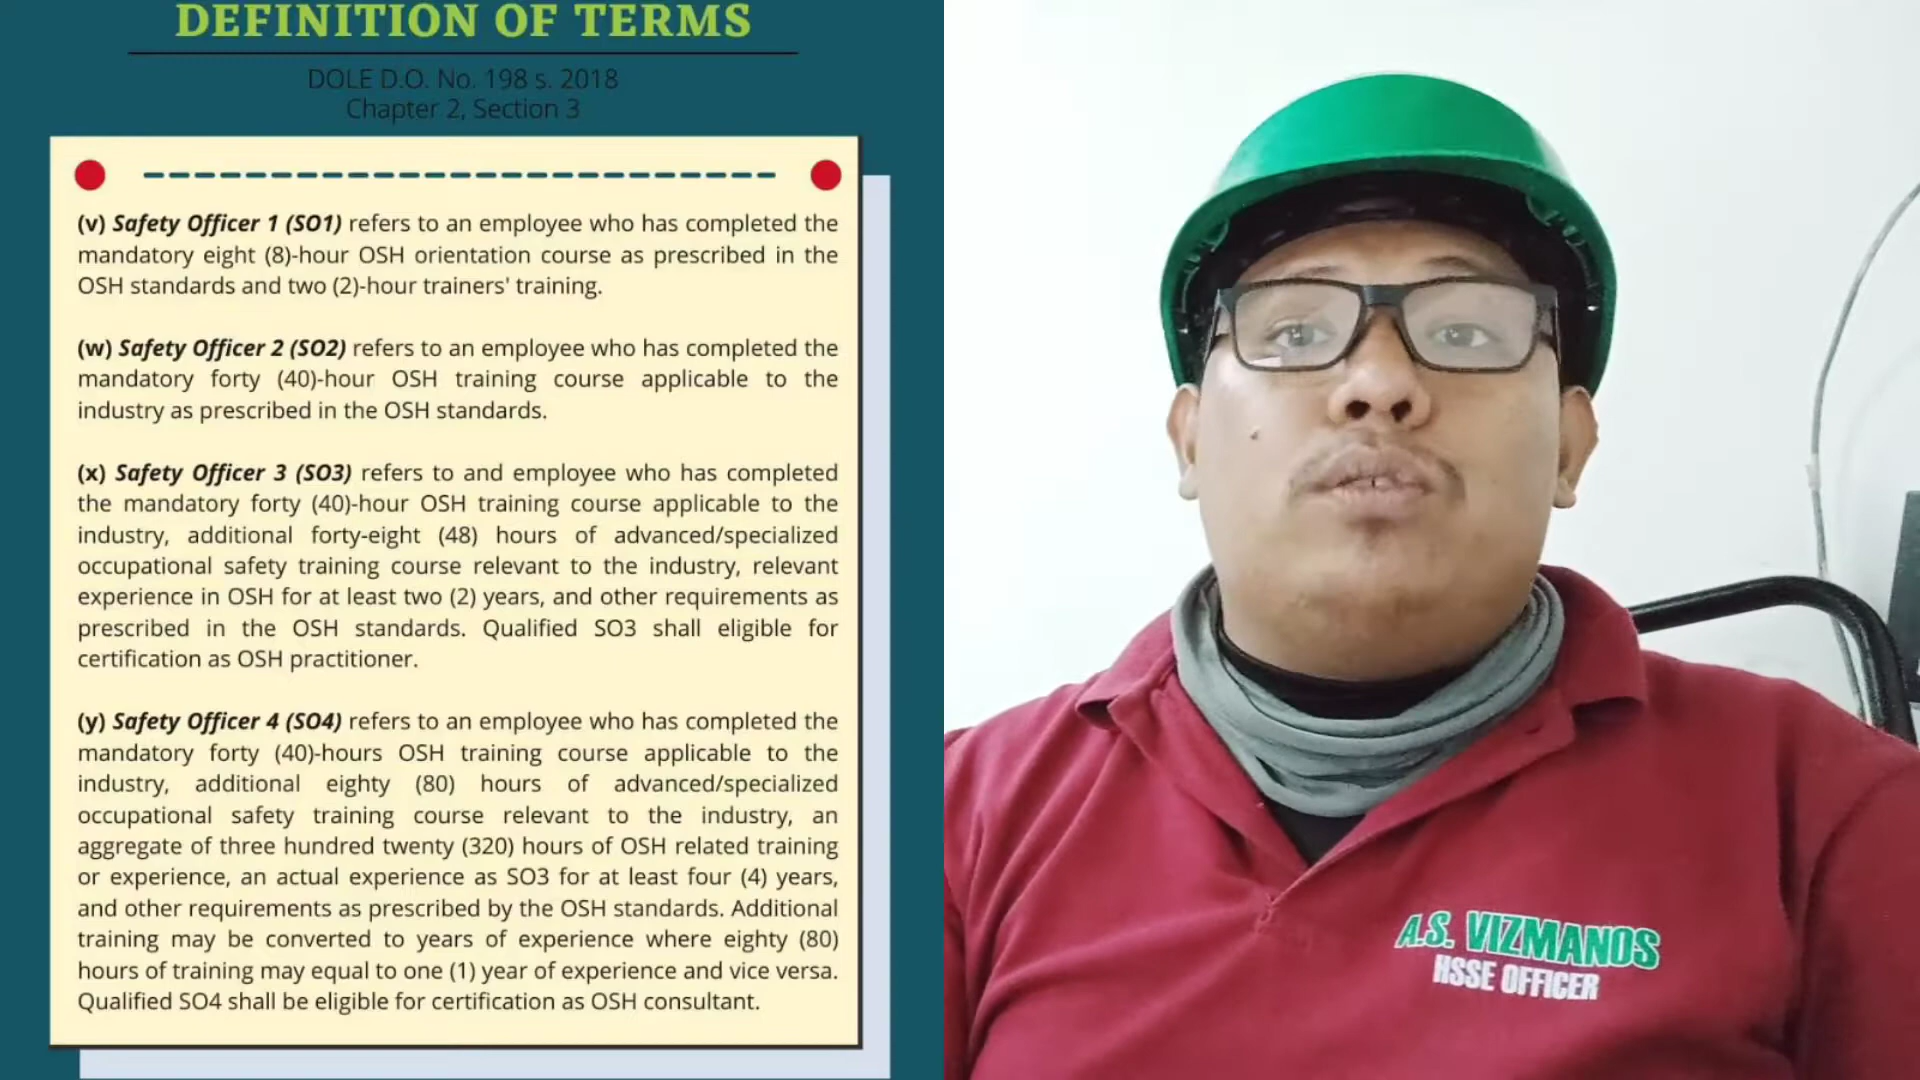 DEFINITION OF TERMS
DOLE D.O. No. 198 s. 2018
Chapter 2, Section 3
(v) Safety Officer 1 (SO1) refers to an employee who has completed the
mandatory eight (8)-hour OSH orientation course as prescribed in the
OSH standards and two (2)-hour trainers' training.
(w) Safety Officer 2 (SO2) refers to an employee who has completed the
mandatory forty (40)-hour OSH training course applicable to the
industry as prescribed in the OSH standards.
(x) Safety Officer 3 (SO3) refers to and employee who has completed
the mandatory forty (40)-hour OSH training course applicable to the
industry, additional forty-eight (48) hours of advanced/specialized
occupational safety training course relevant to the industry, relevant
experience in OSH for at least two (2) years, and other requirements as
prescribed in the OSH standards. Qualified SO3 shall eligible for
certification as OSH practitioner.
(y) Safety Officer 4 (SO4) refers to an employee who has completed the
mandatory forty (40)-hours OSH training course applicable to the
industry, additional eighty (80) hours of advanced/specialized
occupational safety training course relevant to the industry, an
aggregate of three hundred twenty (320) hours of OSH related training
or experience, an actual experience as SO3 for at least four (4) years,
and other requirements as prescribed by the OSH standards. Additional
training may be converted to years of experience where eighty (80)
hours of training may equal to one (1) year of experience and vice versa.
Qualified SO4 shall be eligible for certification as OSH consultant.
A.S. VIZMANOS
HSSE OFFICER